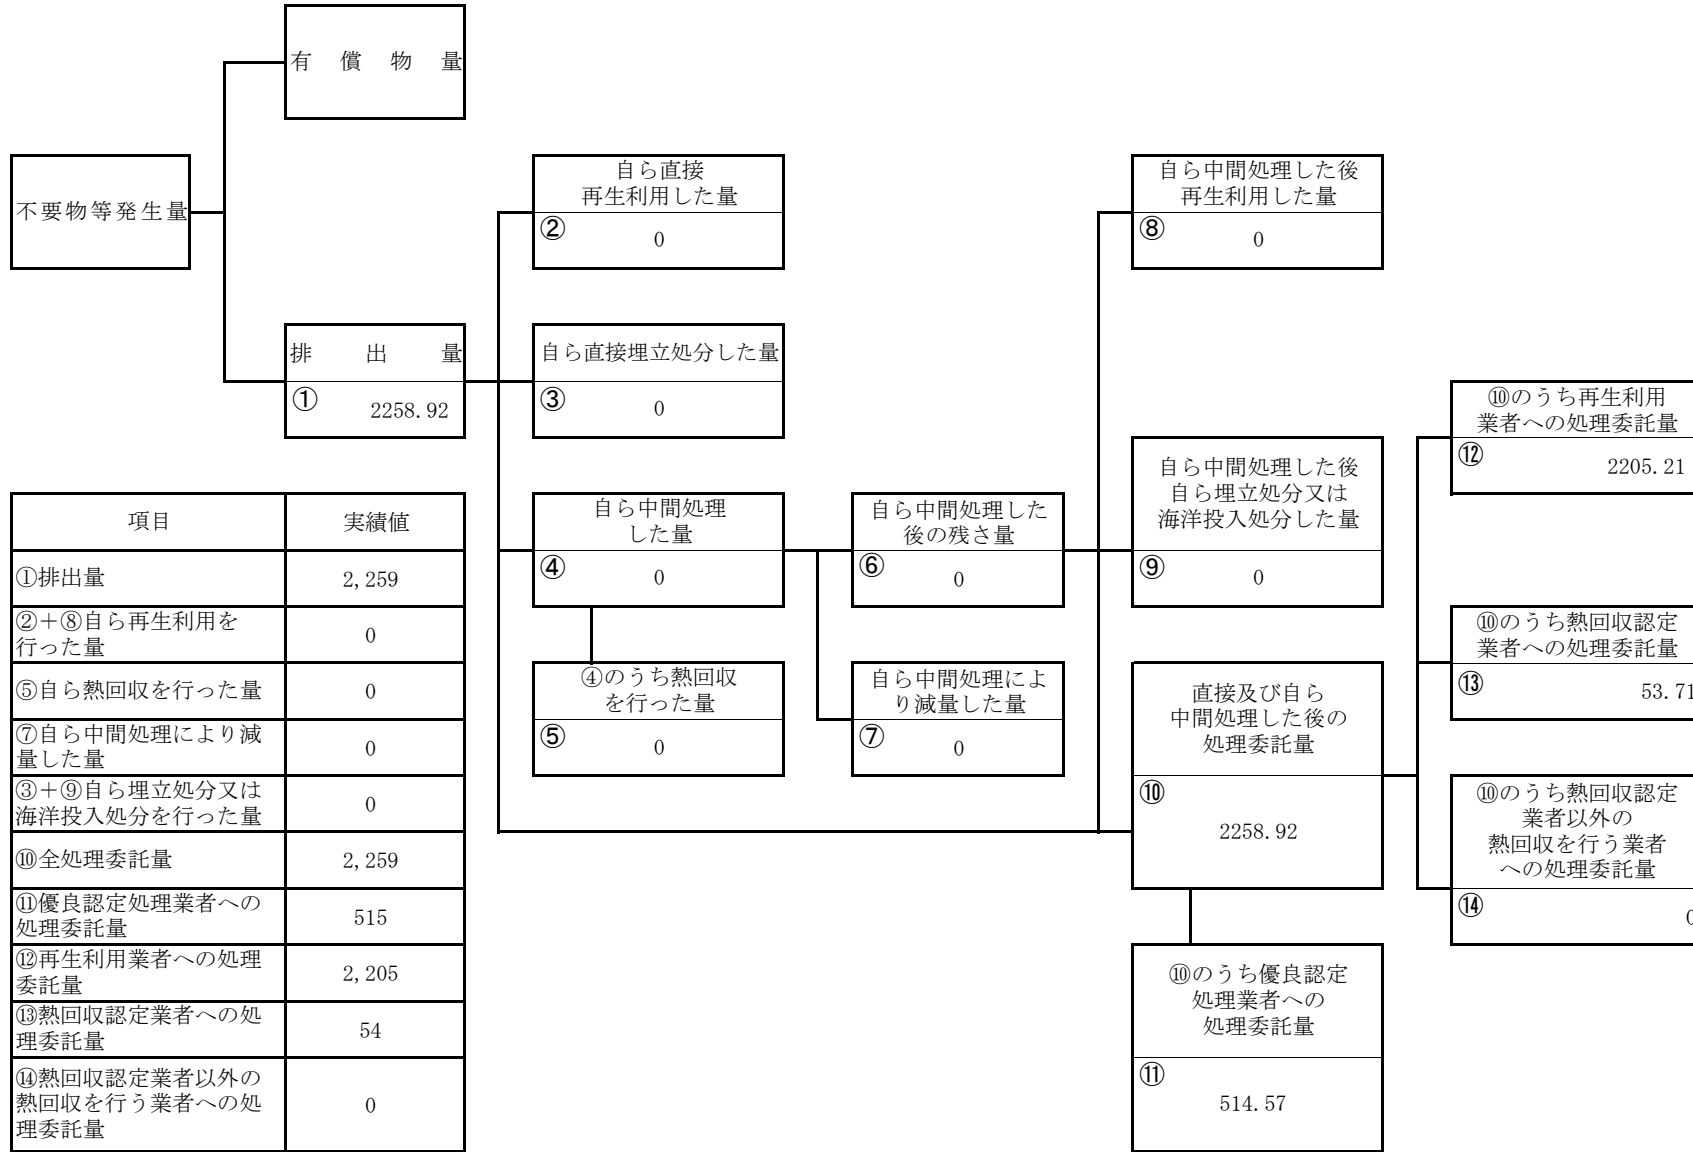 有償物量
不要物等発生量
自ら直接
再生利用した量
② 0
自ら中間処理した後
再生利用した量
⑧ 0
排出量
① 2258.92
自ら直接埋立処分した量
③ 0
⑩のうち再生利用
業者への処理委託量
⑫ 2205.21
自ら中間処理した後
自ら埋立処分又は
海洋投入処分した量
⑨ 0
自ら中間処理
した量
④ 0
自ら中間処理した
後の残さ量
⑥ 0
⑩のうち熱回収認定
業者への処理委託量
⑬ 53.71
④のうち熱回収
を行った量
⑤ 0
自ら中間処理によ
り減量した量
⑦ 0
直接及び自ら
中間処理した後の
処理委託量
⑩
2258.92
⑩のうち熱回収認定
業者以外の
熱回収を行う業者
への処理委託量
⑭ 0
⑩のうち優良認定
処理業者への
処理委託量
⑪
514.57
項目 実績値
①排出量 2,259
②＋⑧自ら再生利用を
行った量 0
⑤自ら熱回収を行った量 0
⑦自ら中間処理により減
量した量 0
③＋⑨自ら埋立処分又は
海洋投入処分を行った量 0
⑩全処理委託量 2,259
⑪優良認定処理業者への
処理委託量 515
⑫再生利用業者への処理
委託量 2,205
⑬熱回収認定業者への処
理委託量 54
⑭熱回収認定業者以外の
熱回収を行う業者への処
理委託量 0